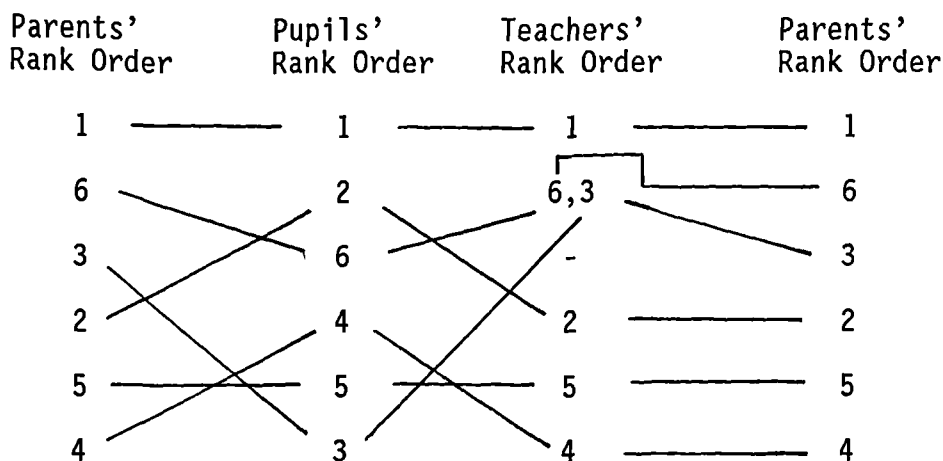 Parents’ Pupils’ Teachers’ Parents’
Rank Order Rank Order Rank Order Rank Order
1 1 1 1
6 2 6,3 6
3 6 - 3
2 4 2 2
5 5 5 5
4 3 4 4